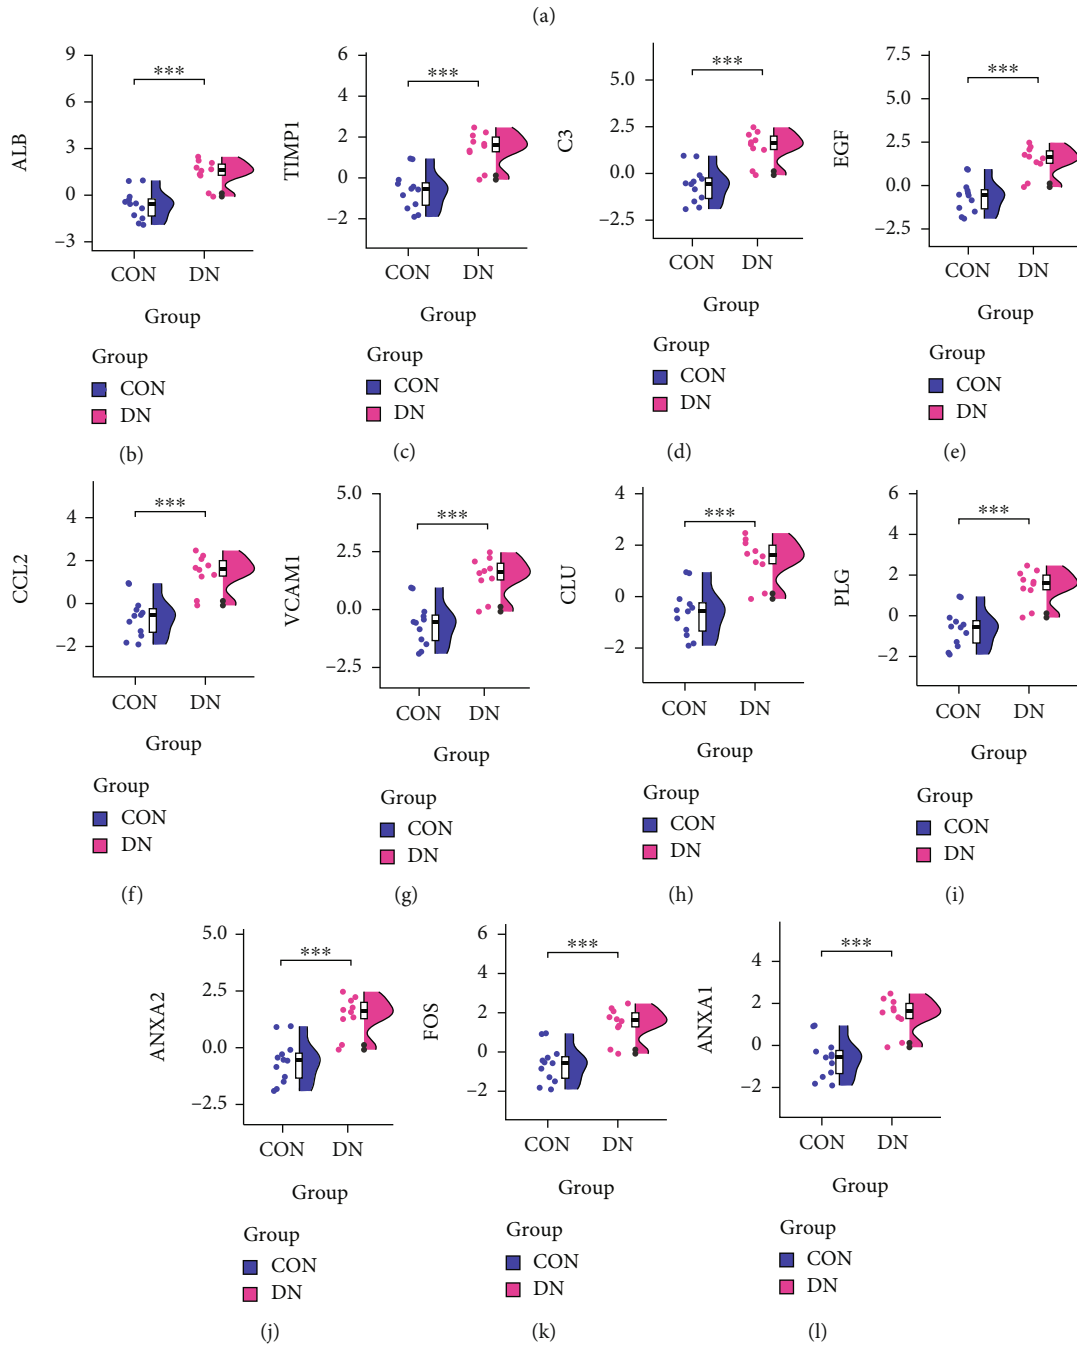 (a)
ALB
9
6
3
0
−3
***
CON DN
Group
Group
CON
DN
(b)
TIMP1
6
4
2
0
−2
***
CON DN
Group
Group
CON
DN
(c)
C3
5.0
2.5
0.0
−2.5
***
CON DN
Group
Group
CON
DN
(d)
EGF
7.5
5.0
2.5
0.0
−2.5
***
CON DN
Group
Group
CON
DN
(e)
CCL2
4
2
0
−2
***
CON DN
Group
Group
CON
DN
(f)
VCAM1
5.0
2.5
0.0
−2.5
***
CON DN
Group
Group
CON
DN
(g)
CLU
4
2
0
−2
***
CON DN
Group
Group
CON
DN
(h)
PLG
6
4
2
0
−2
***
CON DN
Group
Group
CON
DN
(i)
ANXA2
5.0
2.5
0.0
−2.5
***
CON DN
Group
Group
CON
DN
(j)
FOS
6
4
2
0
−2
***
CON DN
Group
Group
CON
DN
(k)
ANXA1
4
2
0
−2
***
CON DN
Group
Group
CON
DN
(l)